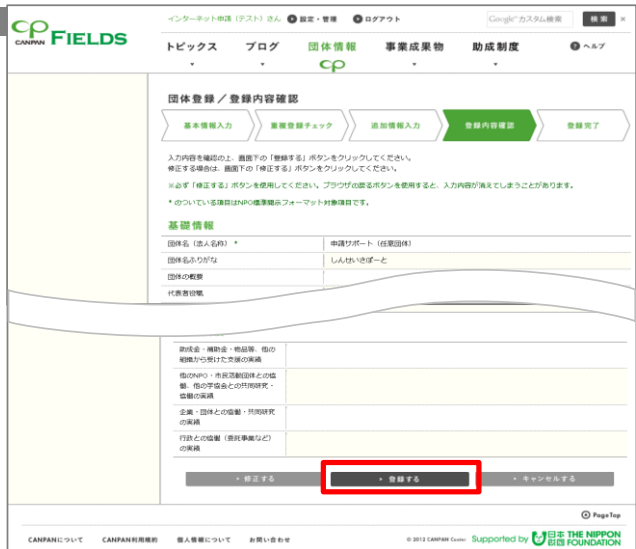 CANPAN FIELDS
インターネット申請（テスト）さん 設定・管理 ログアウト Google カスタム検索 検索
トピックス ブログ 団体情報 事業成果物 助成制度 ヘルプ
団体登録／登録内容確認
基本情報入力 重複登録チェック 追加情報入力 登録内容確認 登録完了
入力内容を確認の上、画面下の「登録する」ボタンをクリックしてください。
修正する場合は、画面下の「修正する」ボタンをクリックしてください。
※必ず「修正する」ボタンを使用してください。ブラウザの戻るボタンを使用すると、入力内容が消えてしまうことがあります。
* のついている項目はNPO標準開示フォーマット対象項目です。
基礎情報
団体名（法人名称） * 申請サポート（任意団体）
団体名ふりがな しんせいさぽーと
団体の概要
代表者役職
助成金・補助金・物品等、他の
組織から受けた支援の実績
他のNPO・市民活動団体との協
働、他の学協会との共同研究・
協働の実績
企業・団体との協働・共同研究
の実績
行政との協働（委託事業など）
の実績
修正する 登録する キャンセルする
PageTop
CANPANについて CANPAN利用規約 個人情報について お問い合わせ © 2012 CANPAN Center Supported by 日本財団 THE NIPPON FOUNDATION